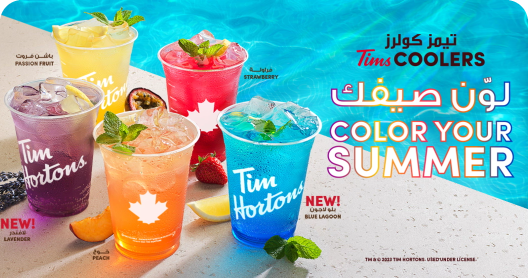 تيمز كولرز
Tims COOLERS
لوّن صيفك
COLOR YOUR
SUMMER
باشن فروت
PASSION FRUIT
فراولة
STRAWBERRY
Tim
Hortons
Tim
Hortons
Tim
Hortons
NEW!
لافندر
LAVENDER
خوخ
PEACH
NEW!
بلو لاجون
BLUE LAGOON
TM & © 2023 TIM HORTONS. USED UNDER LICENSE.